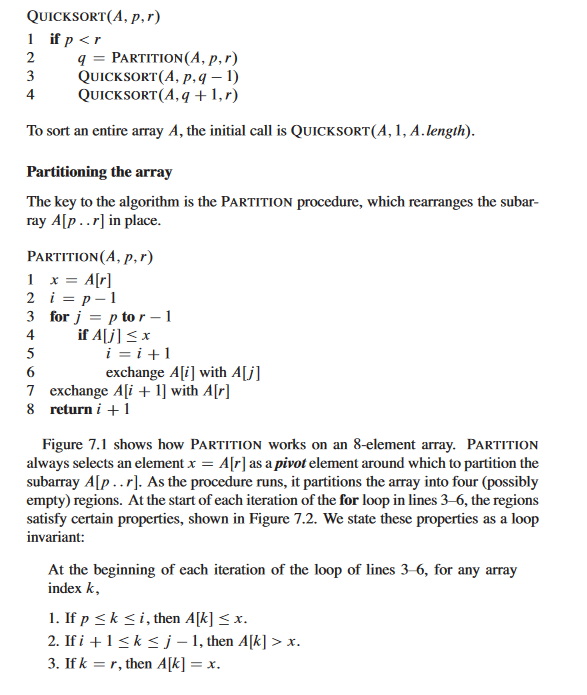 QUICKSORT(A, p, r)
1 if p < r
2 q = PARTITION(A, p, r)
3 QUICKSORT(A, p, q − 1)
4 QUICKSORT(A, q + 1, r)
To sort an entire array A, the initial call is QUICKSORT(A, 1, A.length).
Partitioning the array
The key to the algorithm is the PARTITION procedure, which rearranges the subar-
ray A[p . . r] in place.
PARTITION(A, p, r)
1 x = A[r]
2 i = p − 1
3 for j = p to r − 1
4 if A[j] ≤ x
5 i = i + 1
6 exchange A[i] with A[j]
7 exchange A[i + 1] with A[r]
8 return i + 1
Figure 7.1 shows how PARTITION works on an 8-element array. PARTITION
always selects an element x = A[r] as a pivot element around which to partition the
subarray A[p . . r]. As the procedure runs, it partitions the array into four (possibly
empty) regions. At the start of each iteration of the for loop in lines 3–6, the regions
satisfy certain properties, shown in Figure 7.2. We state these properties as a loop
invariant:
At the beginning of each iteration of the loop of lines 3–6, for any array
index k,
1. If p ≤ k ≤ i, then A[k] ≤ x.
2. If i + 1 ≤ k ≤ j − 1, then A[k] > x.
3. If k = r, then A[k] = x.